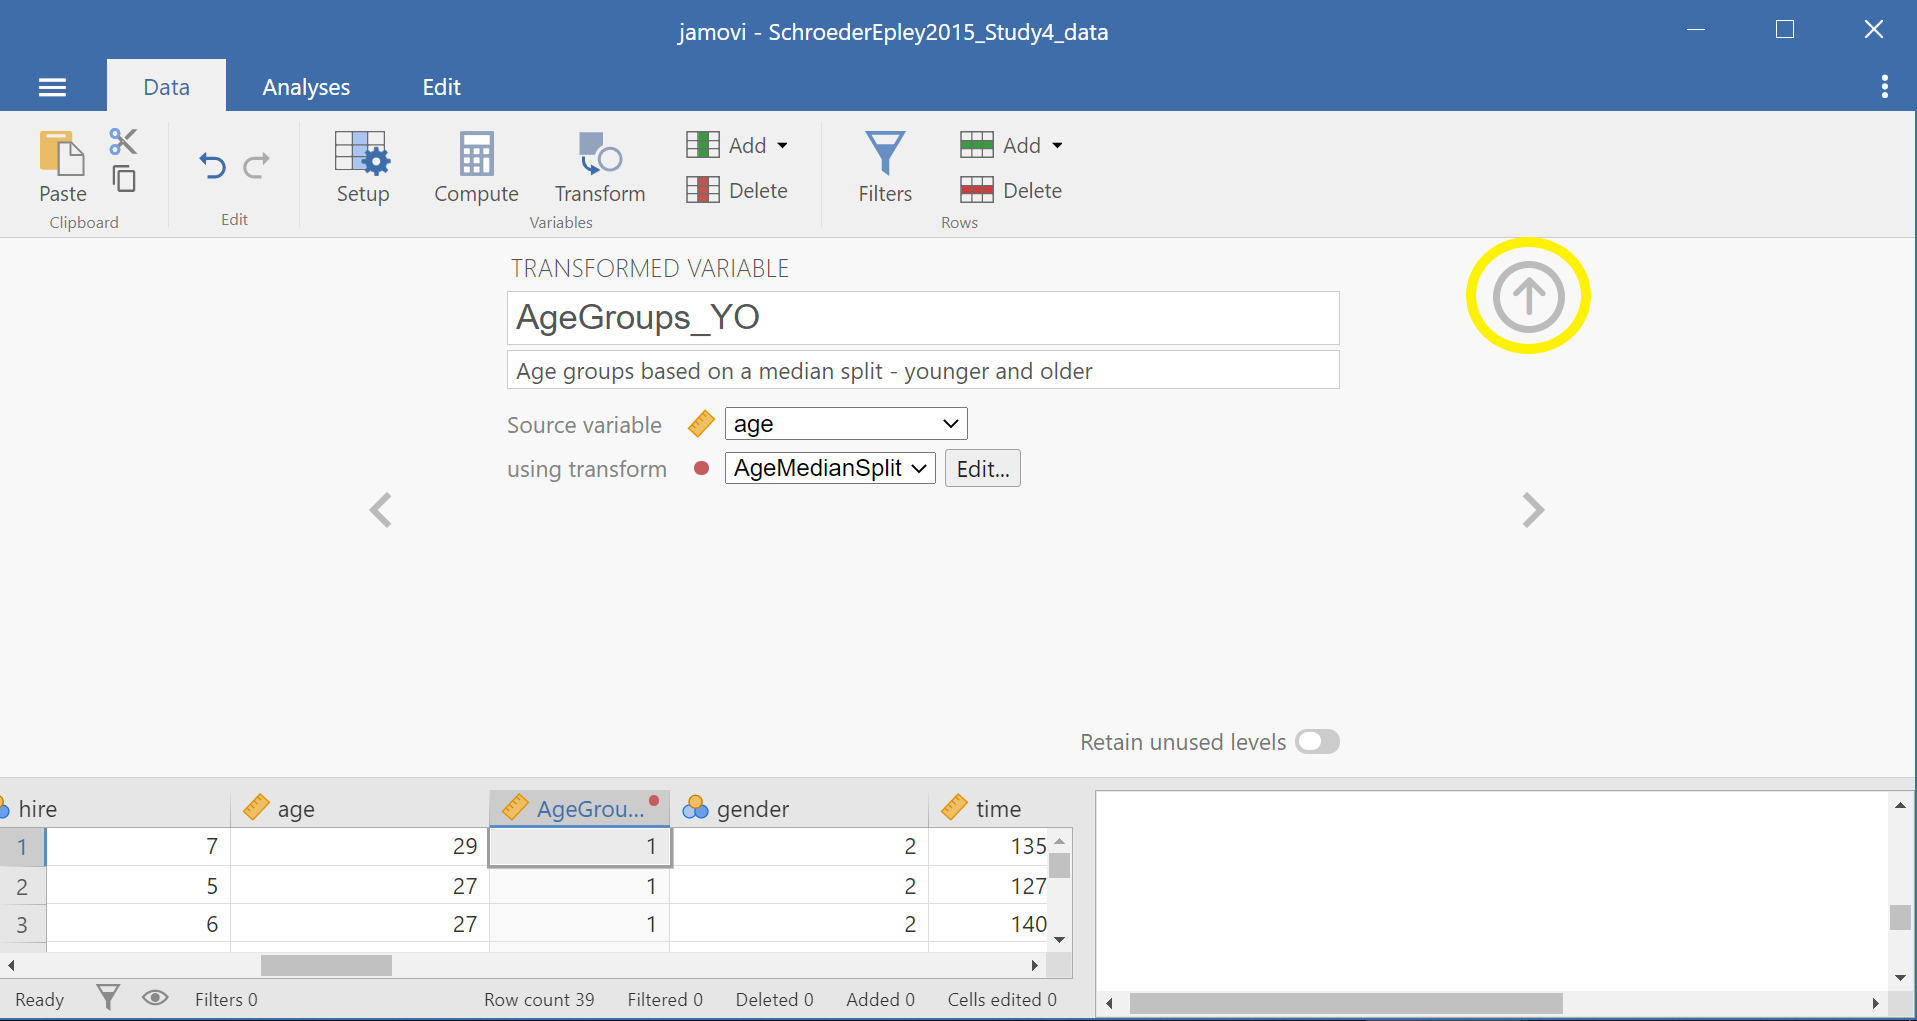 jamovi - SchroederEpley2015_Study4_data
Data Analyses Edit
Paste
Clipboard
Edit
Setup Compute Transform
Add
Delete
Variables
Filters
Add
Delete
Rows
TRANSFORMED VARIABLE
AgeGroups_YO
Age groups based on a median split - younger and older
Source variable age
using transform AgeMedianSplit Edit...
Retain unused levels
hire age AgeGrou... gender time
1 7 29 1 2 135
2 5 27 1 2 127
3 6 27 1 2 140
Ready Filters 0 Row count 39 Filtered 0 Deleted 0 Added 0 Cells edited 0